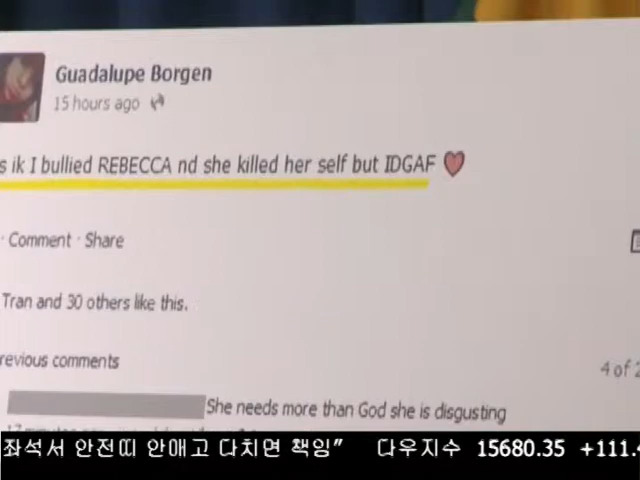 Guadalupe Borgen
15 hours ago
s ik I bullied REBECCA nd she killed her self but IDGAF ❤
· Comment · Share
Tran and 30 others like this.
revious comments
4 of 2
She needs more than God she is disgusting
좌석서 안전띠 안애고 다치면 책임” 다우지수 15680.35 +111.4